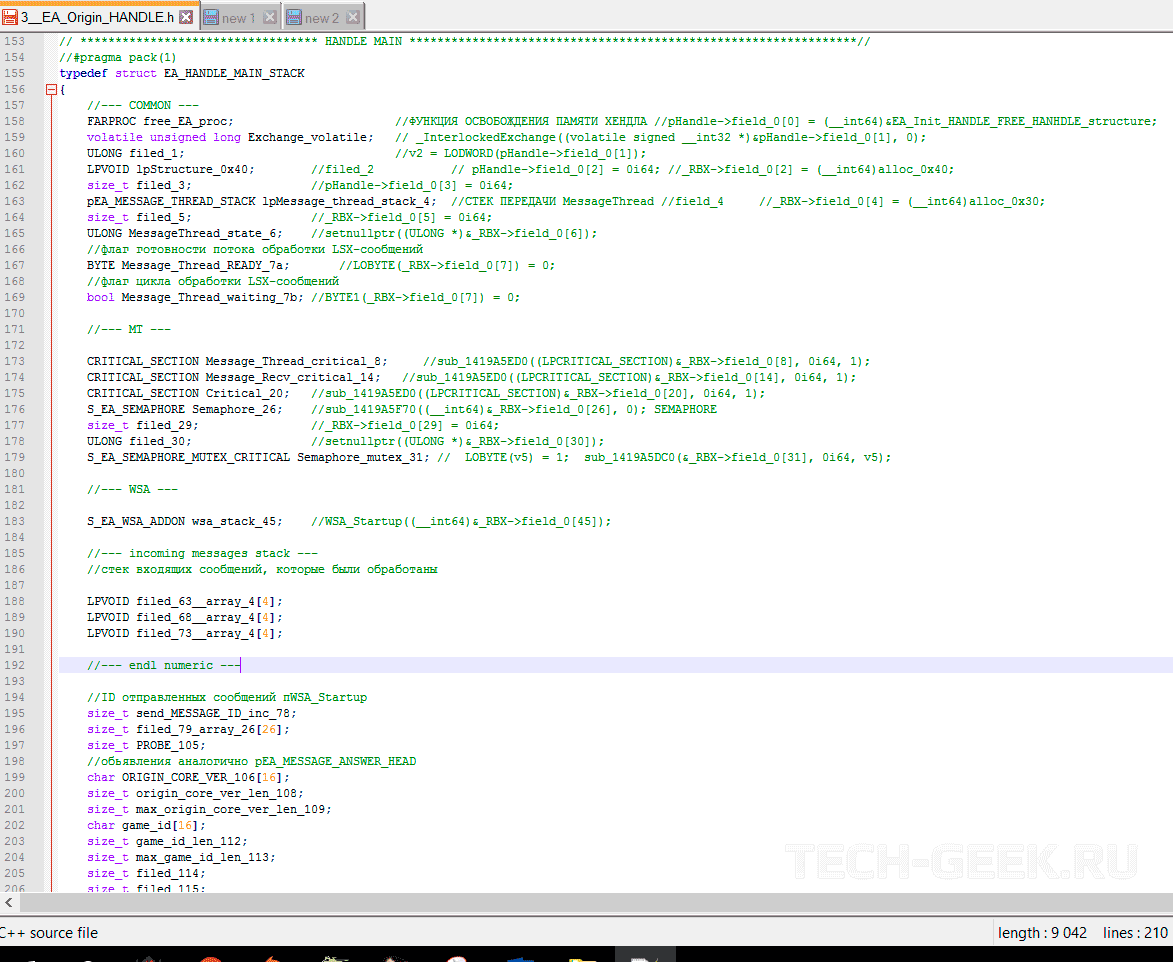 3__EA_Origin_HANDLE.h new 1 new 2
153 // ********************************** HANDLE MAIN ****************************************************************//
154 //#pragma pack(1)
155 typedef struct EA_HANDLE_MAIN_STACK
156 {
157 //--- COMMON ---
158 FARPROC free_EA_proc; //ФУНКЦИЯ ОСВОБОЖДЕНИЯ ПАМЯТИ ХЕНДЛА //pHandle->field_0[0] = (__int64)&EA_Init_HANDLE_FREE_HANHDLE_structure;
159 volatile unsigned long Exchange_volatile; // _InterlockedExchange((volatile signed __int32 *)&pHandle->field_0[1], 0);
160 ULONG filed_1; //v2 = LODWORD(pHandle->field_0[1]);
161 LPVOID lpStructure_0x40; //filed_2 // pHandle->field_0[2] = 0i64; //_RBX->field_0[2] = (__int64)alloc_0x40;
162 size_t filed_3; //pHandle->field_0[3] = 0i64;
163 pEA_MESSAGE_THREAD_STACK lpMessage_thread_stack_4; //СТЕК ПЕРЕДАЧИ MessageThread //field_4 //_RBX->field_0[4] = (__int64)alloc_0x30;
164 size_t filed_5; //_RBX->field_0[5] = 0i64;
165 ULONG MessageThread_state_6; //setnullptr((ULONG *)&_RBX->field_0[6]);
166 //флаг готовности потока обработки LSX-сообщений
167 BYTE Message_Thread_READY_7a; //LOBYTE(_RBX->field_0[7]) = 0;
168 //флаг цикла обработки LSX-сообщений
169 bool Message_Thread_waiting_7b; //BYTE1(_RBX->field_0[7]) = 0;
170
171 //--- MT ---
172
173 CRITICAL_SECTION Message_Thread_critical_8; //sub_1419A5ED0((LPCRITICAL_SECTION)&_RBX->field_0[8], 0i64, 1);
174 CRITICAL_SECTION Message_Recv_critical_14; //sub_1419A5ED0((LPCRITICAL_SECTION)&_RBX->field_0[14], 0i64, 1);
175 CRITICAL_SECTION Critical_20; //sub_1419A5ED0((LPCRITICAL_SECTION)&_RBX->field_0[20], 0i64, 1);
176 S_EA_SEMAPHORE Semaphore_26; //sub_1419A5F70((__int64)&_RBX->field_0[26], 0); SEMAPHORE
177 size_t filed_29; //_RBX->field_0[29] = 0i64;
178 ULONG filed_30; //setnullptr((ULONG *)&_RBX->field_0[30]);
179 S_EA_SEMAPHORE_MUTEX_CRITICAL Semaphore_mutex_31; // LOBYTE(v5) = 1; sub_1419A5DC0(&_RBX->field_0[31], 0i64, v5);
180
181 //--- WSA ---
182
183 S_EA_WSA_ADDON wsa_stack_45; //WSA_Startup((__int64)&_RBX->field_0[45]);
184
185 //--- incoming messages stack ---
186 //стек входящих сообщений, которые были обработаны
187
188 LPVOID filed_63__array_4[4];
189 LPVOID filed_68__array_4[4];
190 LPVOID filed_73__array_4[4];
191
192 //--- endl numeric ---
193
194 //ID отправленных сообщений пWSA_Startup
195 size_t send_MESSAGE_ID_inc_78;
196 size_t filed_79_array_26[26];
197 size_t PROBE_105;
198 //обьявления аналогично pEA_MESSAGE_ANSWER_HEAD
199 char ORIGIN_CORE_VER_106[16];
200 size_t origin_core_ver_len_108;
201 size_t max_origin_core_ver_len_109;
202 char game_id[16];
203 size_t game_id_len_112;
204 size_t max_game_id_len_113;
205 size_t filed_114;
206 size_t filed_115;
TECH-GEEK.RU
C++ source file length : 9 042 lines : 210